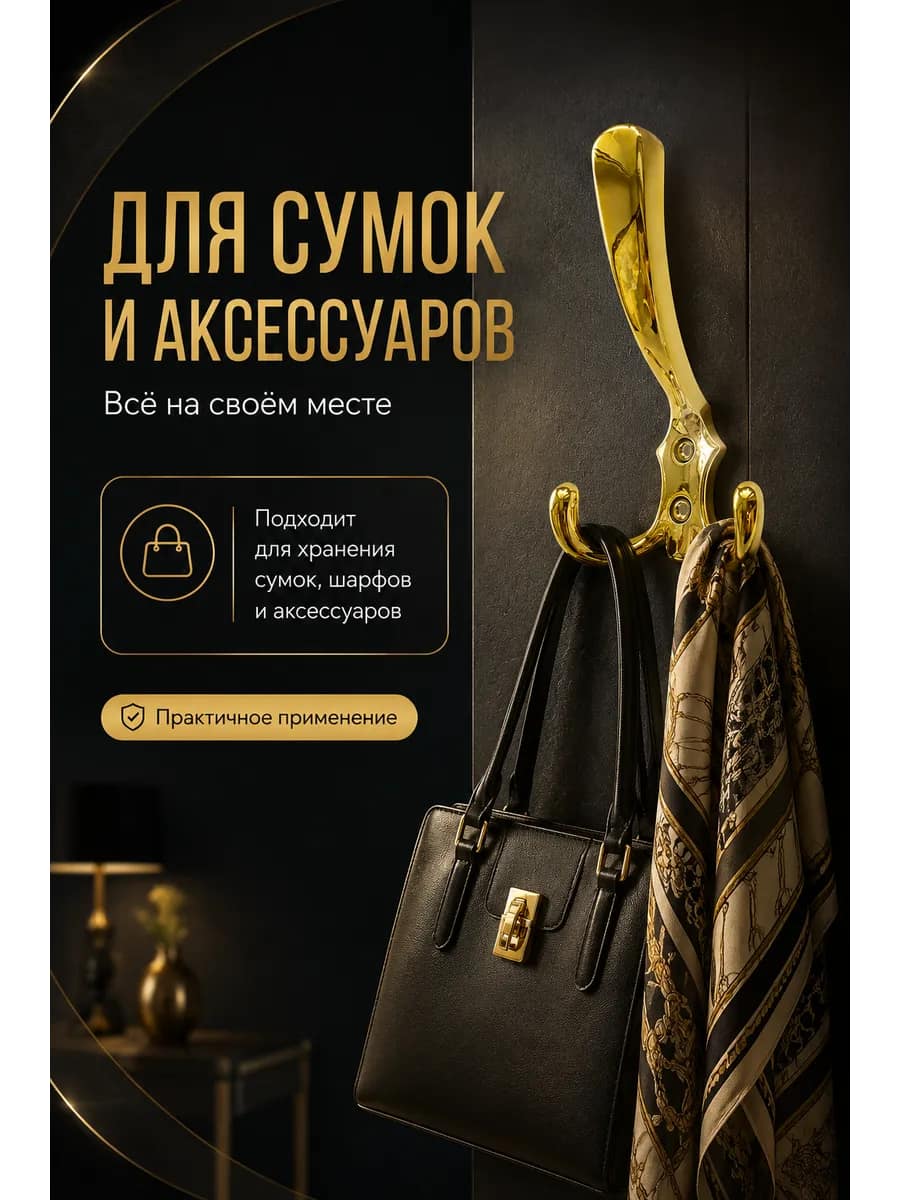 ДЛЯ СУМОК
И АКСЕССУАРОВ
Всё на своём месте
Подходит
для хранения
сумок, шарфов
и аксессуаров
Практичное применение